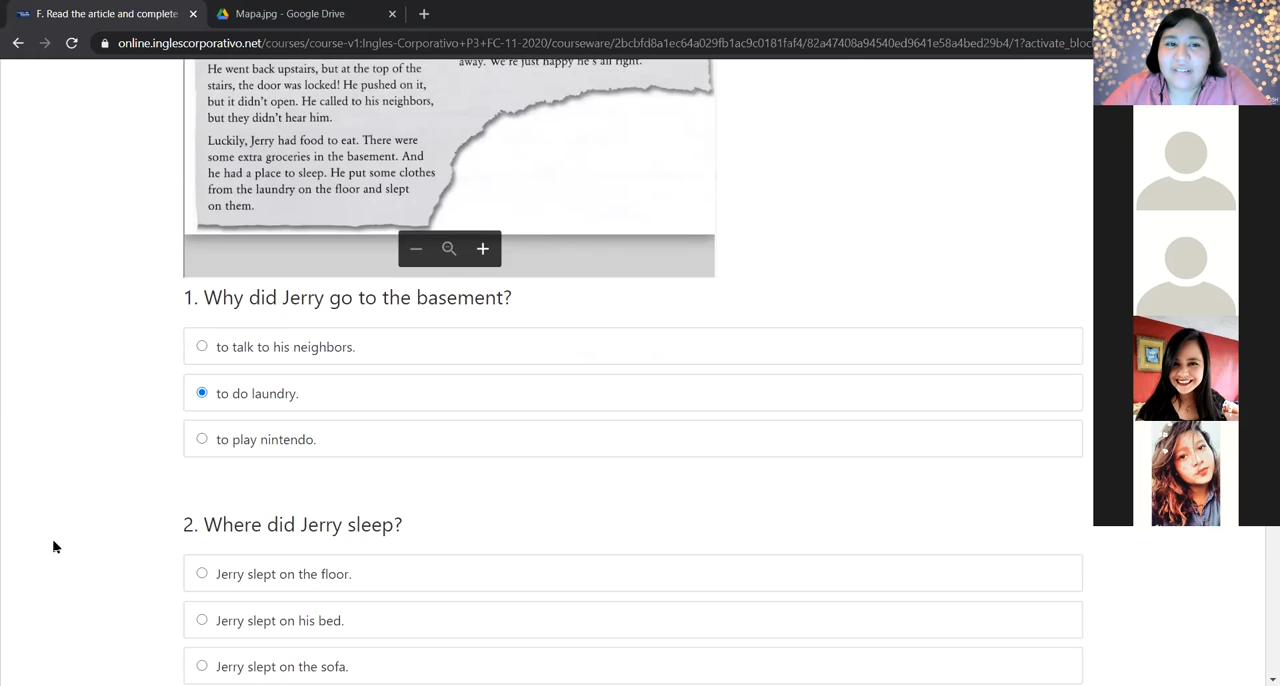 F. Read the article and complete
Mapa.jpg - Google Drive
online.inglescorporativo.net/courses/course-v1:Ingles-Corporativo+P3+FC-11-2020/courseware/2bcbfd8a1ec64a029fb1ac9c0181faf4/82a47408a94540ed9641e58a4bed29b4/1?activate_bloc
He went back upstairs, but at the top of the
stairs, the door was locked! He pushed on it,
but it didn't open. He called to his neighbors,
but they didn't hear him.
Luckily, Jerry had food to eat. There were
some extra groceries in the basement. And
he had a place to sleep. He put some clothes
from the laundry on the floor and slept
on them.
away. We're just happy he's all right.
1. Why did Jerry go to the basement?
to talk to his neighbors.
to do laundry.
to play nintendo.
2. Where did Jerry sleep?
Jerry slept on the floor.
Jerry slept on his bed.
Jerry slept on the sofa.